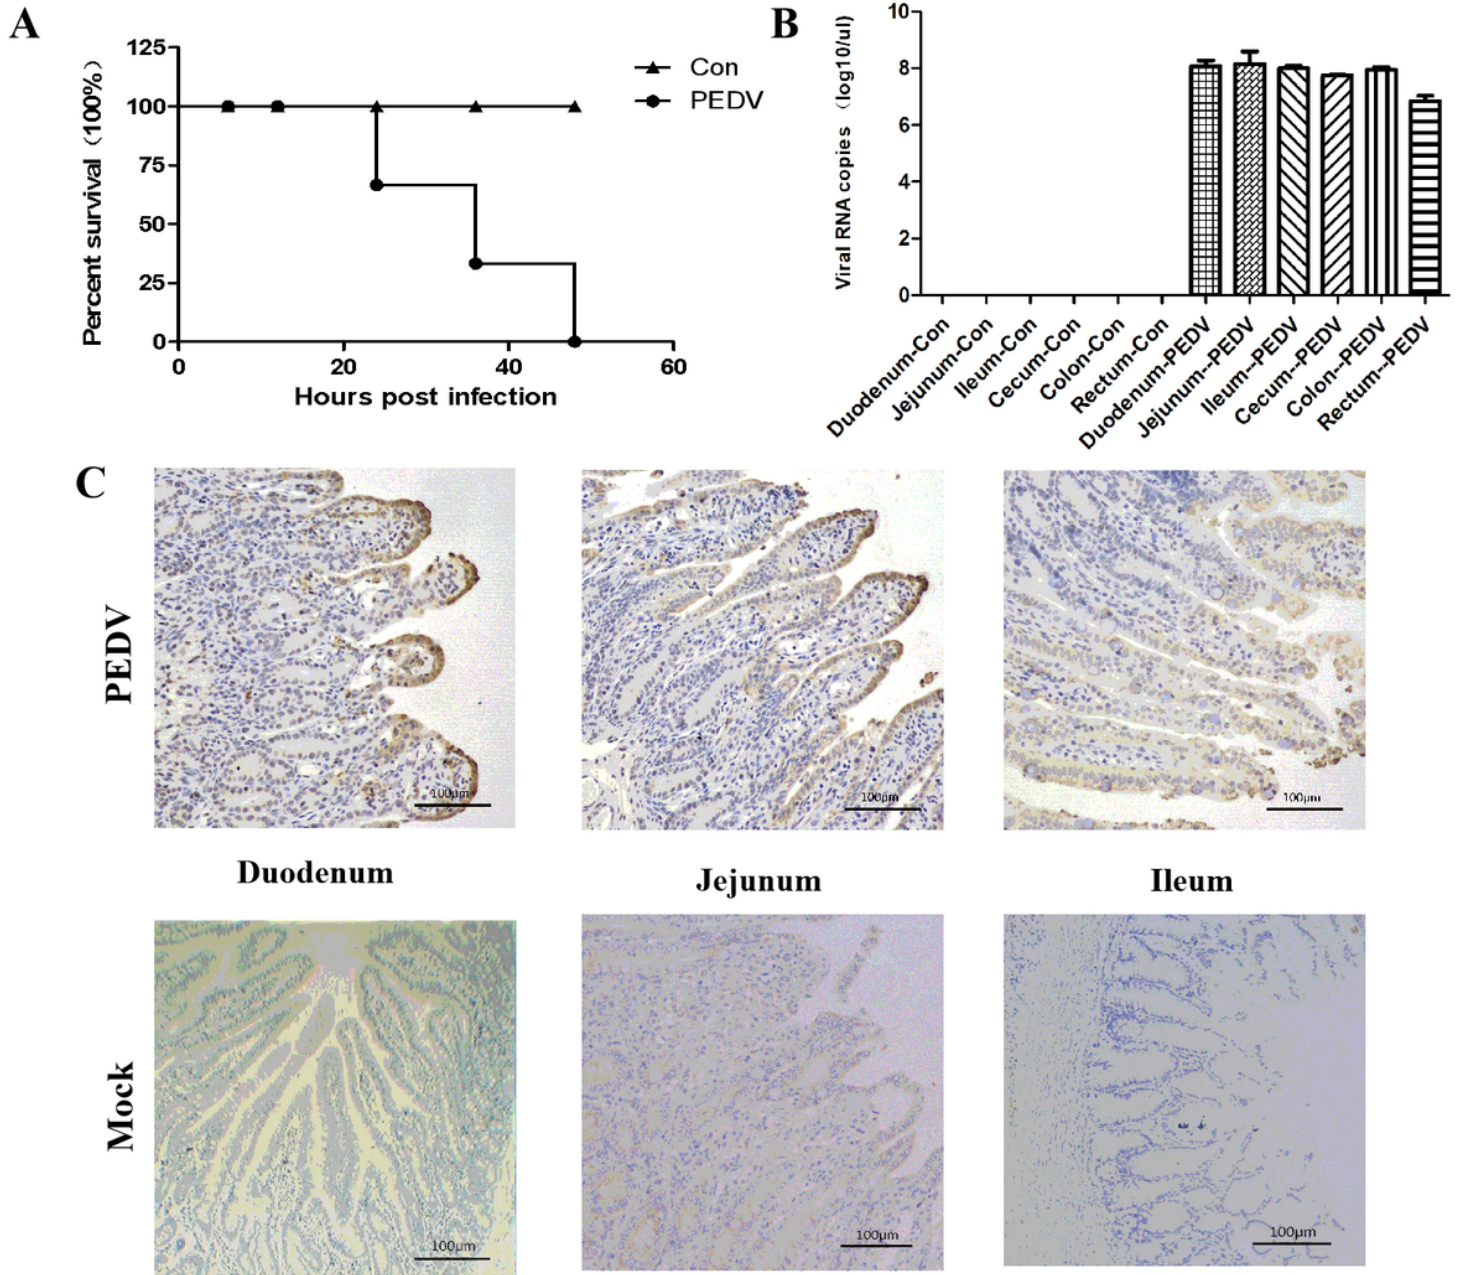 A
125
100
75
50
25
0
Percent survival (100%)
0
20
40
60
Hours post infection
Con
PEDV
B
10
8
6
4
2
0
Viral RNA copies (log10/ul)
Duodenum-Con
Jejunum-Con
Ileum-Con
Cecum-Con
Colon-Con
Rectum-Con
Duodenum-PEDV
Jejunum--PEDV
Ileum--PEDV
Cecum--PEDV
Colon--PEDV
Rectum--PEDV
C
PEDV
100μm
100μm
100μm
Duodenum
Jejunum
Ileum
Mock
100μm
100μm
100μm